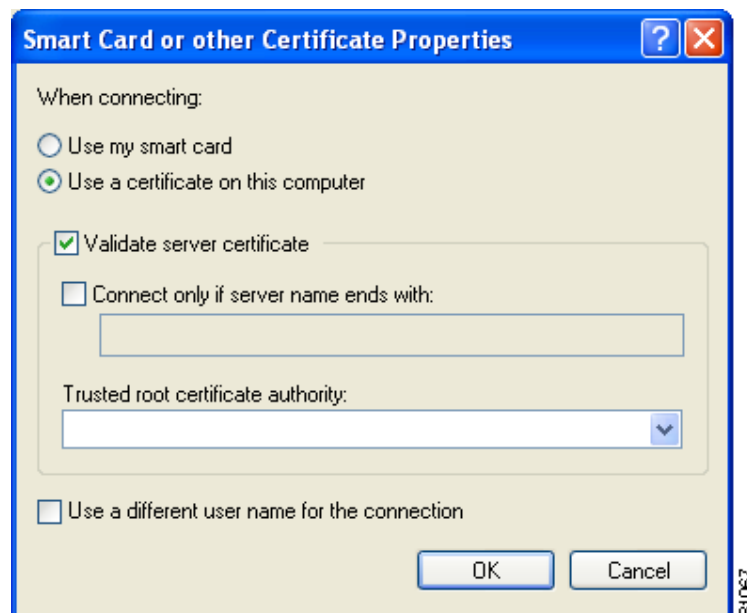 Smart Card or other Certificate Properties
When connecting:
Use my smart card
Use a certificate on this computer
Validate server certificate
Connect only if server name ends with:
Trusted root certificate authority:
Use a different user name for the connection
OK
Cancel